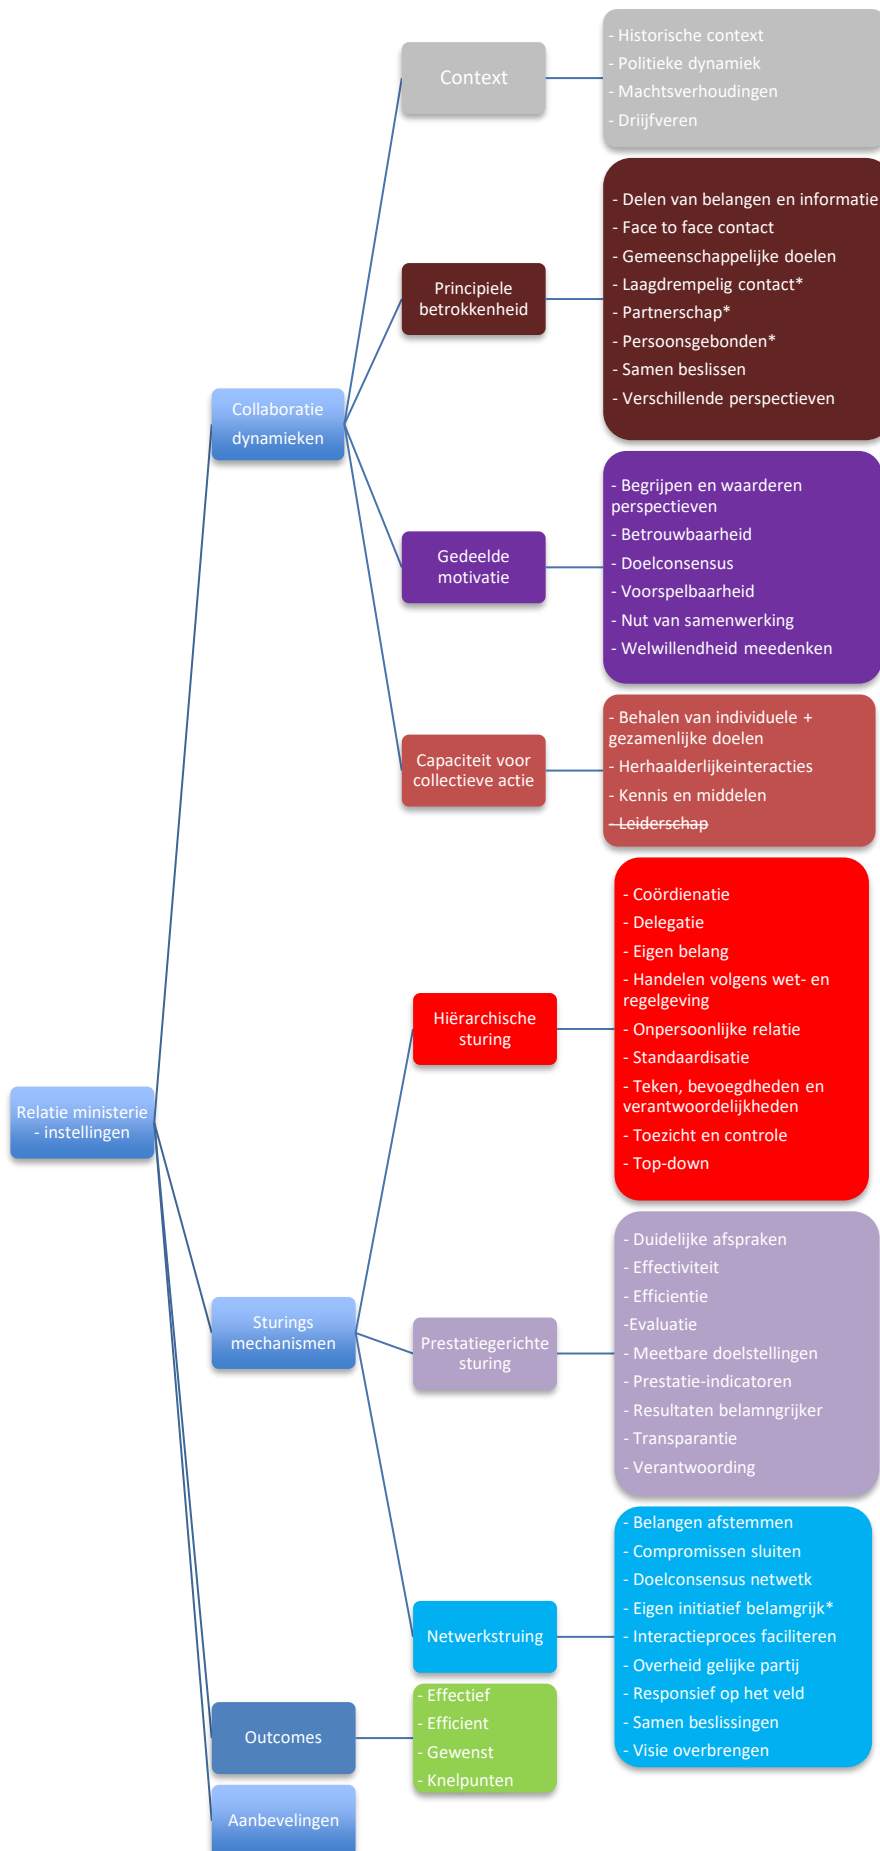 Context
- Historische context
- Politieke dynamiek
- Machtsverhoudingen
- Driijfveren
Principiele
betrokkenheid
- Delen van belangen en informatie
- Face to face contact
- Gemeenschappelijke doelen
- Laagdrempelig contact*
- Partnerschap*
- Persoonsgebonden*
- Samen beslissen
- Verschillende perspectieven
Collaboratie
dynamieken
Gedeelde
motivatie
- Begrijpen en waarderen
perspectieven
- Betrouwbaarheid
- Doelconsensus
- Voorspelbaarheid
- Nut van samenwerking
- Welwillendheid meedenken
Capaciteit voor
collectieve actie
- Behalen van individuele +
gezamenlijke doelen
- Herhaalderlijkeinteracties
- Kennis en middelen
- Leiderschap
Hiërarchische
sturing
- Coördienatie
- Delegatie
- Eigen belang
- Handelen volgens wet- en
regelgeving
- Onpersoonlijke relatie
- Standaardisatie
- Teken, bevoegdheden en
verantwoordelijkheden
- Toezicht en controle
- Top-down
Relatie ministerie
- instellingen
Sturings
mechanismen
Prestatiegerichte
sturing
- Duidelijke afspraken
- Effectiviteit
- Efficientie
-Evaluatie
- Meetbare doelstellingen
- Prestatie-indicatoren
- Resultaten belamngrijker
- Transparantie
- Verantwoording
Netwerkstruing
- Belangen afstemmen
- Compromissen sluiten
- Doelconsensus netwetk
- Eigen initiatief belamgrijk*
- Interactieproces faciliteren
- Overheid gelijke partij
- Responsief op het veld
- Samen beslissingen
- Visie overbrengen
Outcomes
- Effectief
- Efficient
- Gewenst
- Knelpunten
Aanbevelingen